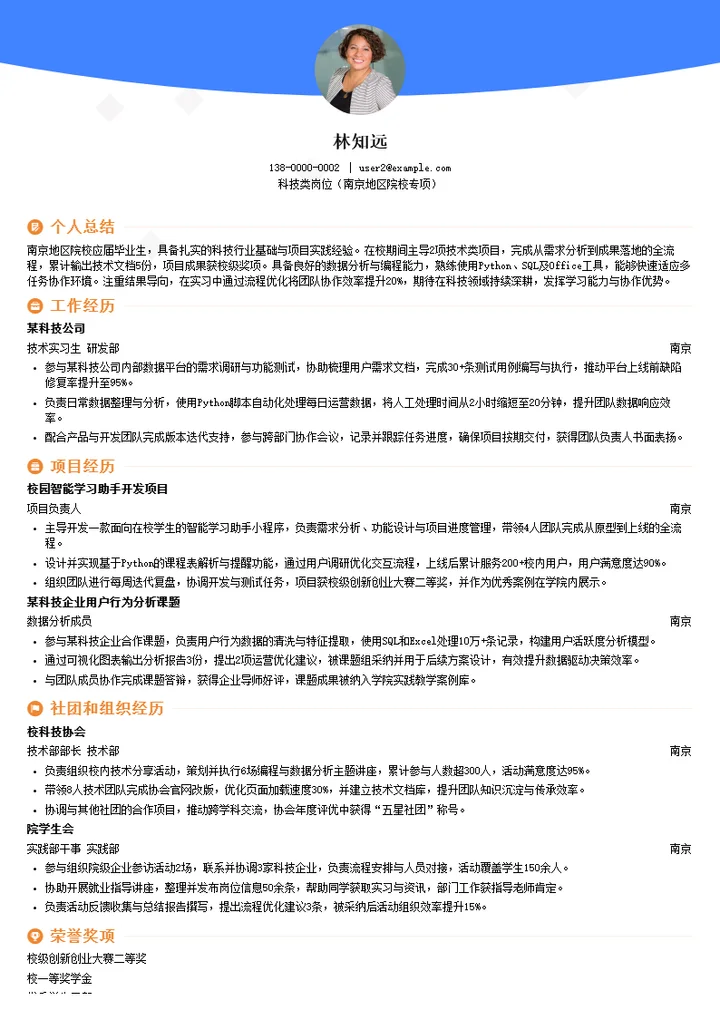 林知远
138-0000-0002 | user2@example.com
科技类岗位（南京地区院校专项）
个人总结
南京地区院校应届毕业生，具备扎实的科技行业基础与项目实践经验。在校期间主导2项技术类项目，完成从需求分析到成果落地的全流
程，累计输出技术文档5份，项目成果获校级奖项。具备良好的数据分析与编程能力，熟练使用Python、SQL及Office工具，能够快速适应多
任务协作环境。注重结果导向，在实习中通过流程优化将团队协作效率提升20%，期待在科技领域持续深耕，发挥学习能力与协作优势。
工作经历
某科技公司
技术实习生 研发部 南京
• 参与某科技公司内部数据平台的需求调研与功能测试，协助梳理用户需求文档，完成30+条测试用例编写与执行，推动平台上线前缺陷
修复率提升至95%。
• 负责日常数据整理与分析，使用Python脚本自动化处理每日运营数据，将人工处理时间从2小时缩短至20分钟，提升团队数据响应效
率。
• 配合产品与开发团队完成版本迭代支持，参与跨部门协作会议，记录并跟踪任务进度，确保项目按期交付，获得团队负责人书面表扬。
项目经历
校园智能学习助手开发项目
项目负责人 南京
• 主导开发一款面向在校学生的智能学习助手小程序，负责需求分析、功能设计与项目进度管理，带领4人团队完成从原型到上线的全流
程。
• 设计并实现基于Python的课程表解析与提醒功能，通过用户调研优化交互流程，上线后累计服务200+校内用户，用户满意度达90%。
• 组织团队进行每周迭代复盘，协调开发与测试任务，项目获校级创新创业大赛二等奖，并作为优秀案例在学院内展示。
某科技企业用户行为分析课题
数据分析成员 南京
• 参与某科技企业合作课题，负责用户行为数据的清洗与特征提取，使用SQL和Excel处理10万+条记录，构建用户活跃度分析模型。
• 通过可视化图表输出分析报告3份，提出2项运营优化建议，被课题组采纳并用于后续方案设计，有效提升数据驱动决策效率。
• 与团队成员协作完成课题答辩，获得企业导师好评，课题成果被纳入学院实践教学案例库。
社团和组织经历
校科技协会
技术部部长 技术部 南京
• 负责组织校内技术分享活动，策划并执行6场编程与数据分析主题讲座，累计参与人数超300人，活动满意度达95%。
• 带领8人技术团队完成协会官网改版，优化页面加载速度30%，并建立技术文档库，提升团队知识沉淀与传承效率。
• 协调与其他社团的合作项目，推动跨学科交流，协会年度评优中获得“五星社团”称号。
院学生会
实践部干事 实践部 南京
• 参与组织院级企业参访活动2场，联系并协调3家科技企业，负责流程安排与人员对接，活动覆盖学生150余人。
• 协助开展就业指导讲座，整理并发布岗位信息50余条，帮助同学获取实习与资讯，部门工作获指导老师肯定。
• 负责活动反馈收集与总结报告撰写，提出流程优化建议3条，被采纳后活动组织效率提升15%。
荣誉奖项
校级创新创业大赛二等奖
校一等奖学金